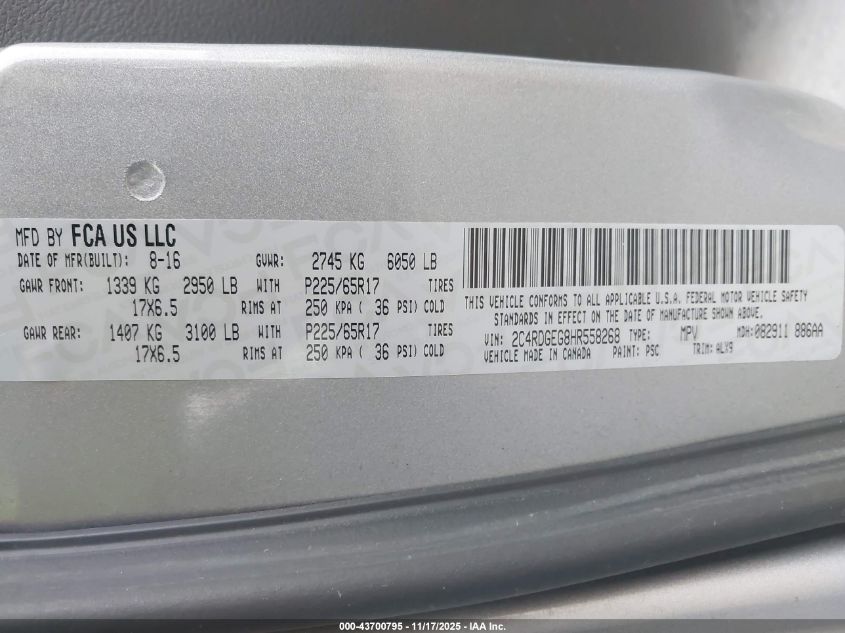 MFD BY FCA US LLC
DATE OF MFR(BUILT): 8-16 GVWR: 2745 KG 6050 LB
GAWR FRONT: 1339 KG 2950 LB WITH P225/65R17 TIRES
17X6.5 RIMS AT 250 KPA ( 36 PSI) COLD
GAWR REAR: 1407 KG 3100 LB WITH P225/65R17 TIRES
17X6.5 RIMS AT 250 KPA ( 36 PSI) COLD
THIS VEHICLE CONFORMS TO ALL APPLICABLE U.S.A. FEDERAL MOTOR VEHICLE SAFETY
STANDARDS IN EFFECT ON THE DATE OF MANUFACTURE SHOWN ABOVE.
VIN: 2C4RDGEG8HR558268 TYPE: MPV MDH:082911 886AA
VEHICLE MADE IN CANADA PAINT: PSC TRIM: ALX9
000-43700795 - 11/17/2025 - IAA Inc.